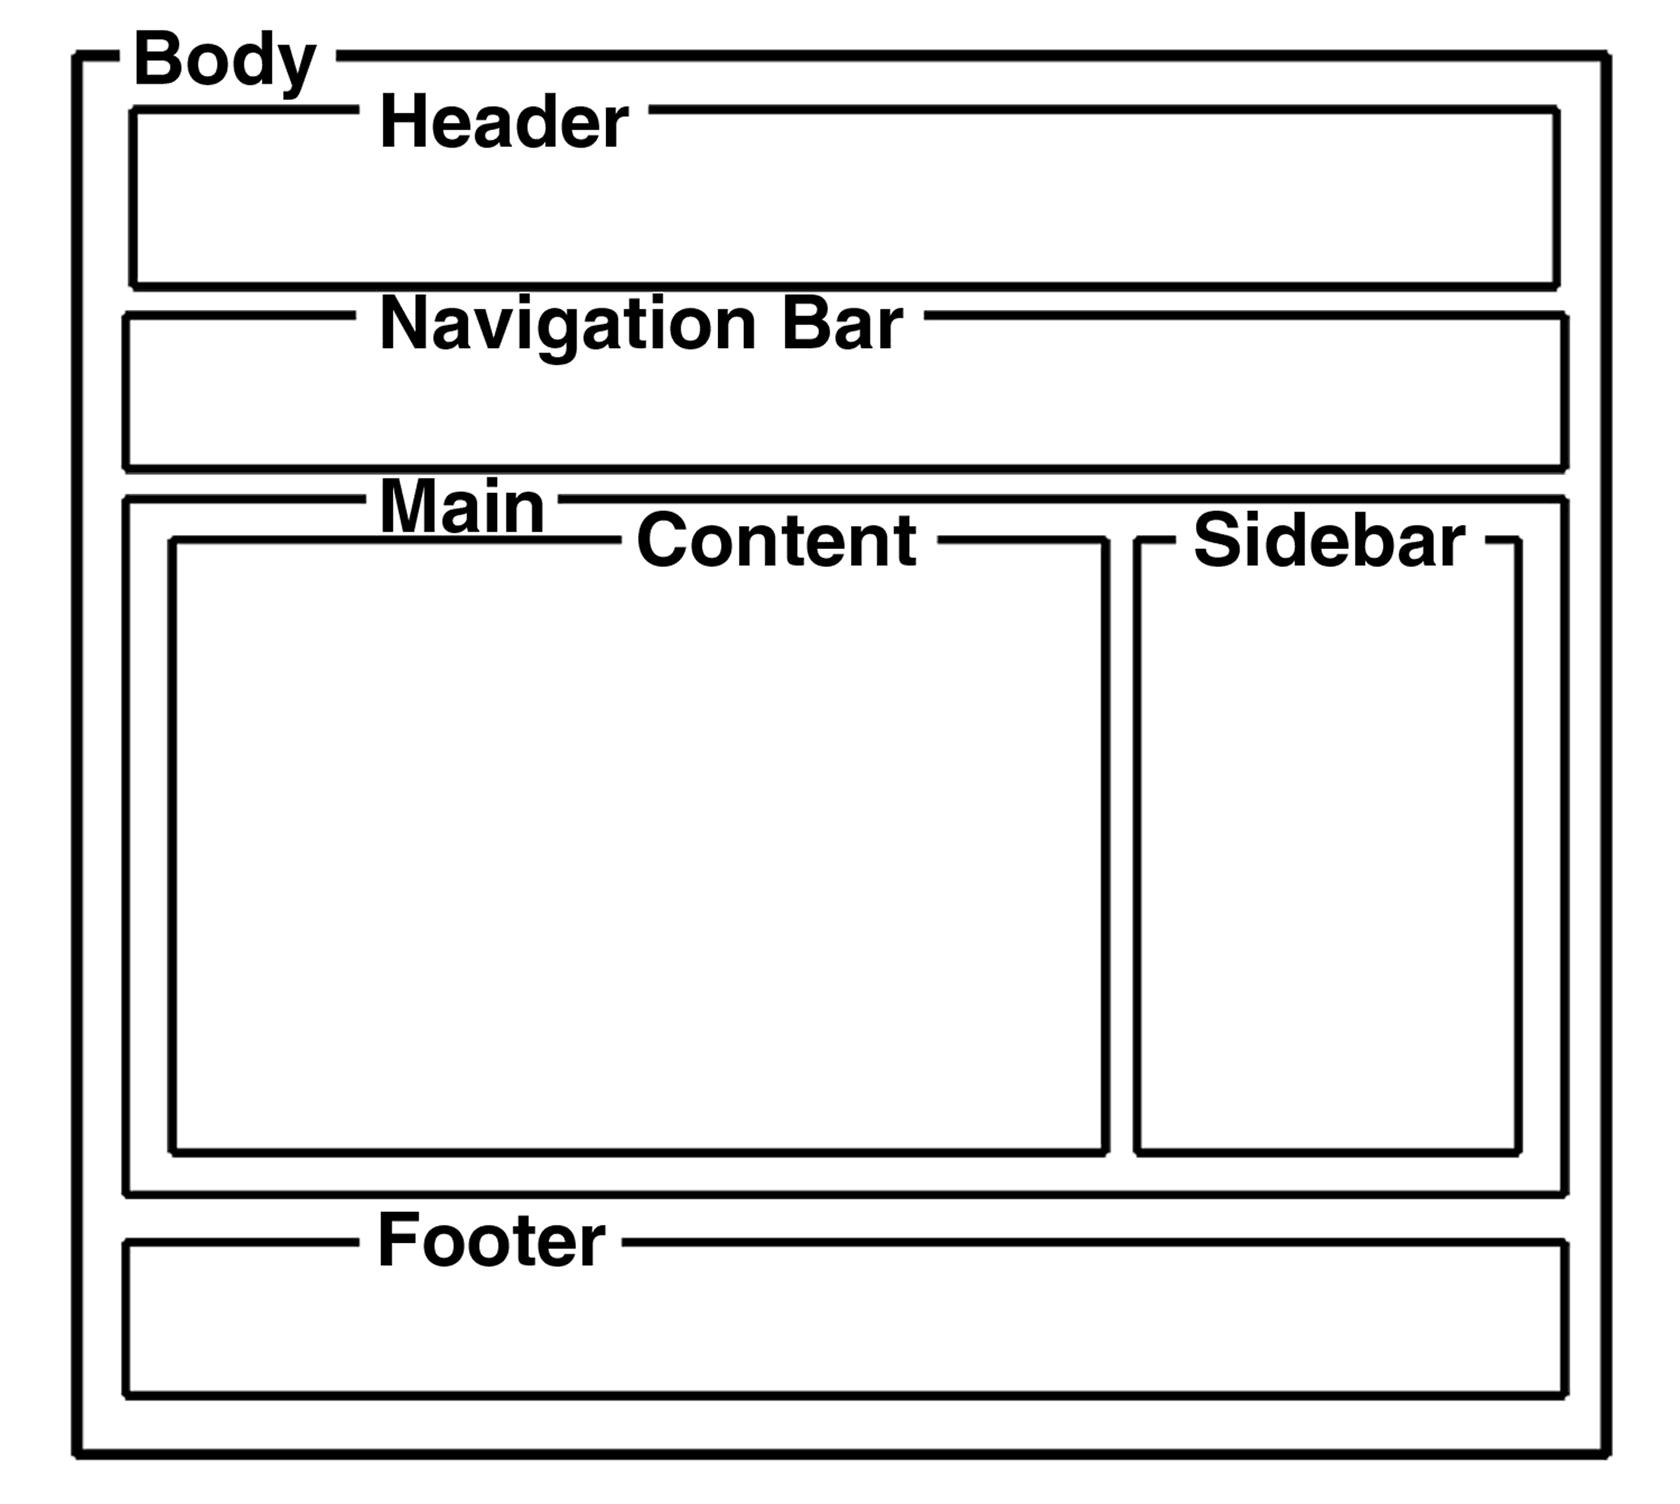 Body
Header
Navigation Bar
Main
Content
Sidebar
Footer